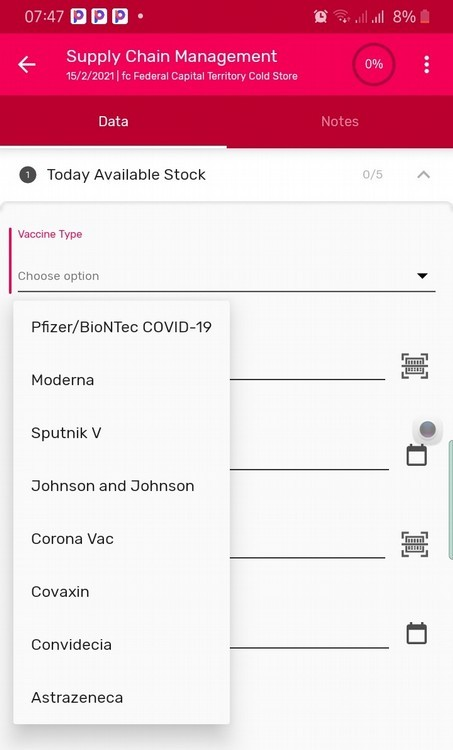 07:47
8%
Supply Chain Management
15/2/2021 | fc Federal Capital Territory Cold Store
0%
Data
Notes
1 Today Available Stock 0/5
Vaccine Type
Choose option
Pfizer/BioNTec COVID-19
Moderna
Sputnik V
Johnson and Johnson
Corona Vac
Covaxin
Convidecia
Astrazeneca